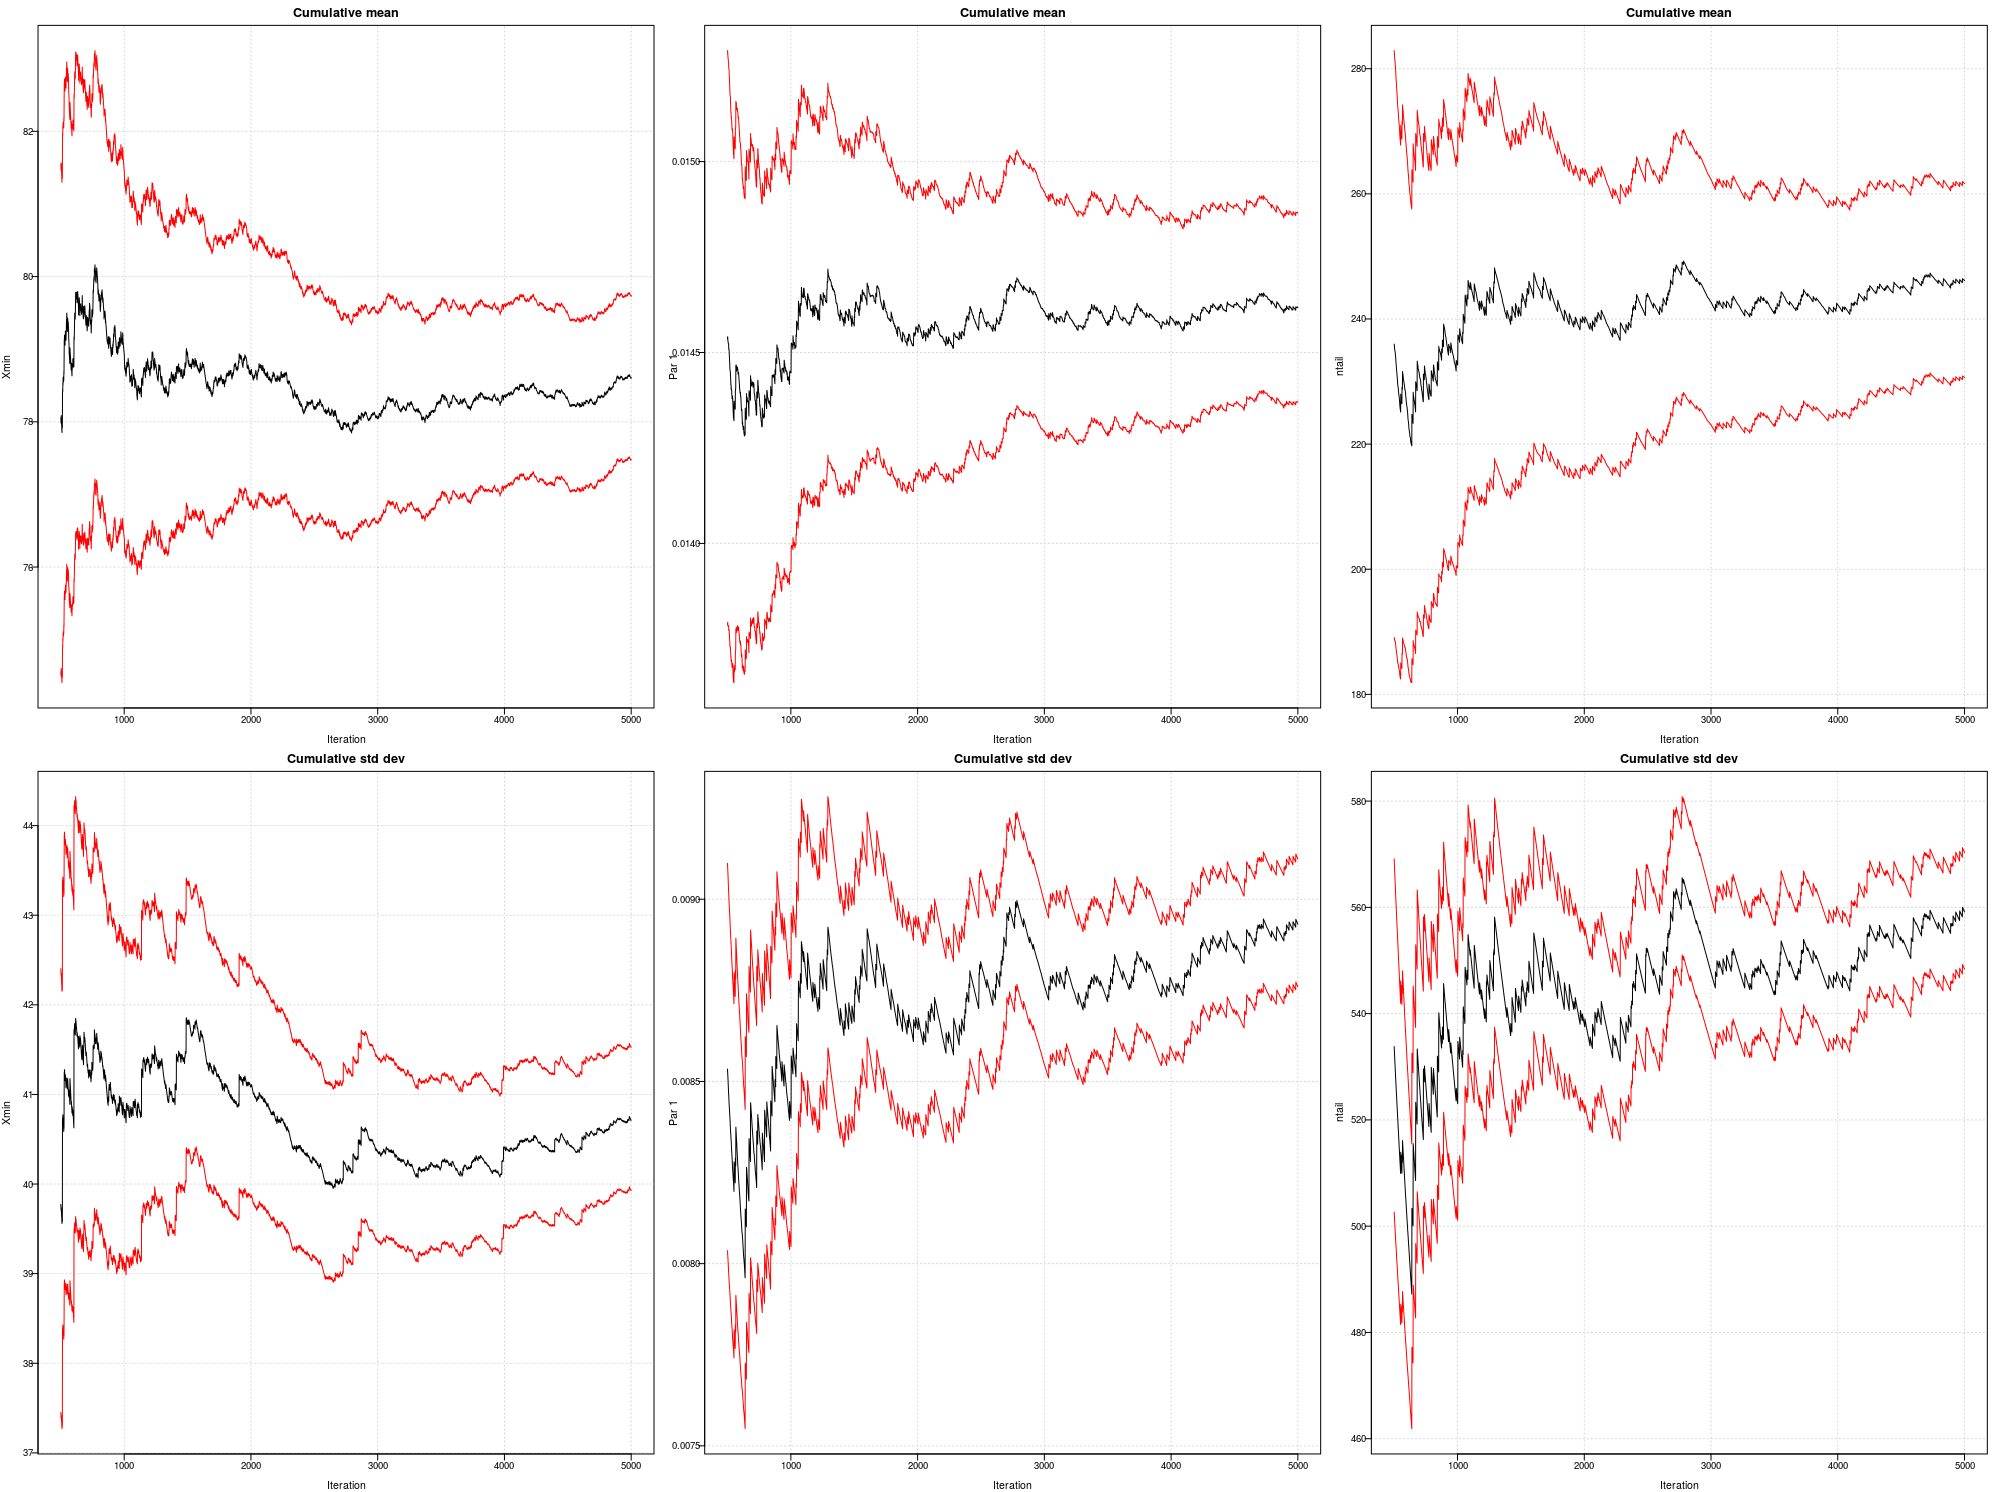 Cumulative mean
Xmin
82
80
78
76
1000 2000 3000 4000 5000
Iteration
Cumulative mean
Par 1
0.0150
0.0145
0.0140
1000 2000 3000 4000 5000
Iteration
Cumulative mean
ntail
280
260
240
220
200
180
1000 2000 3000 4000 5000
Iteration
Cumulative std dev
Xmin
44
43
42
41
40
39
38
37
1000 2000 3000 4000 5000
Iteration
Cumulative std dev
Par 1
0.0090
0.0085
0.0080
0.0075
1000 2000 3000 4000 5000
Iteration
Cumulative std dev
ntail
580
560
540
520
500
480
460
1000 2000 3000 4000 5000
Iteration